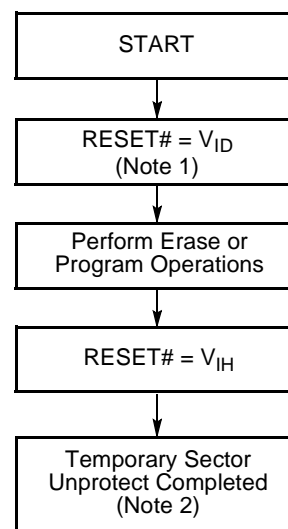 START
RESET# = VID
(Note 1)
Perform Erase or
Program Operations
RESET# = VIH
Temporary Sector
Unprotect Completed
(Note 2)